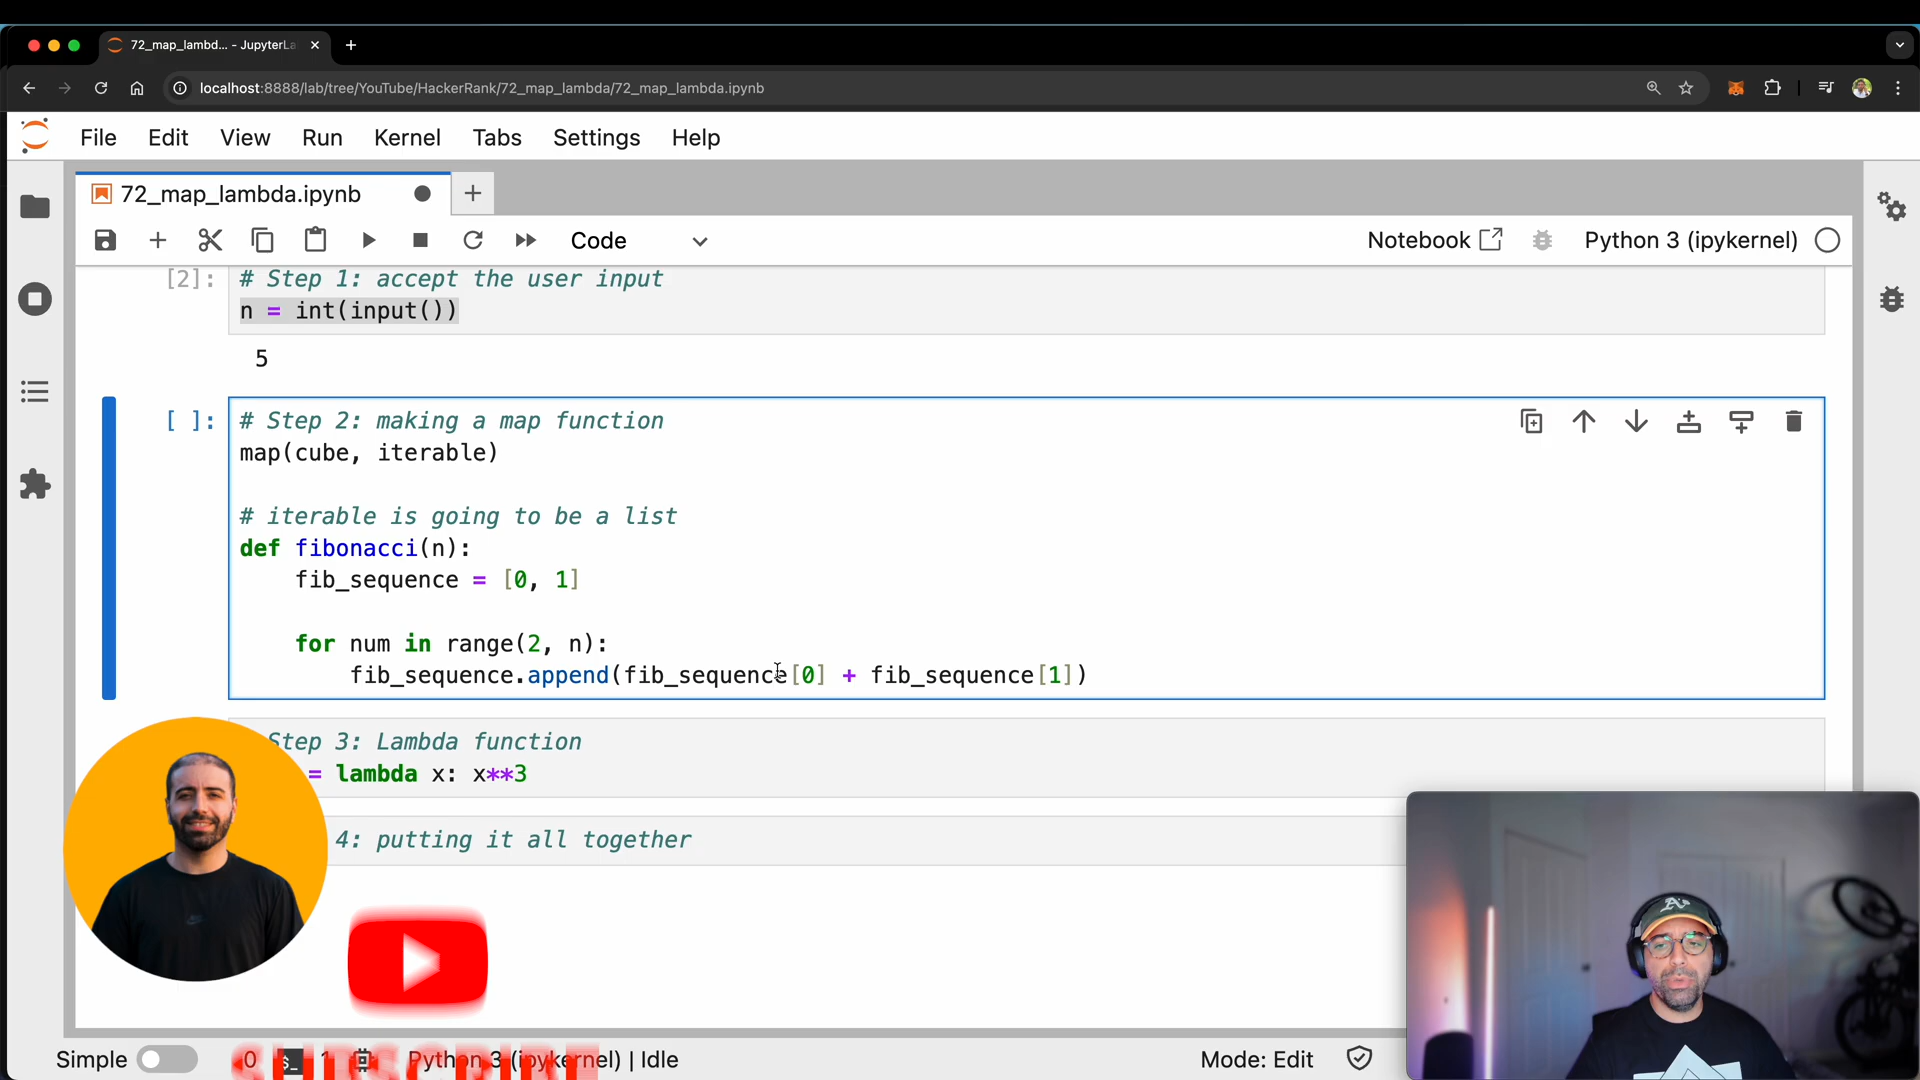 72_map_lambd... - JupyterLa
localhost:8888/lab/tree/YouTube/HackerRank/72_map_lambda/72_map_lambda.ipynb
File Edit View Run Kernel Tabs Settings Help
72_map_lambda.ipynb
Code
Notebook
Python 3 (ipykernel)
[2]:
# Step 1: accept the user input
n = int(input())
5
[ ]:
# Step 2: making a map function
map(cube, iterable)
# iterable is going to be a list
def fibonacci(n):
fib_sequence = [0, 1]
for num in range(2, n):
fib_sequence.append(fib_sequence[0] + fib_sequence[1])
Step 3: Lambda function
= lambda x: x**3
4: putting it all together
Simple
0
1
Python 3 (ipykernel) | Idle
Mode: Edit
SUBSCRIBE